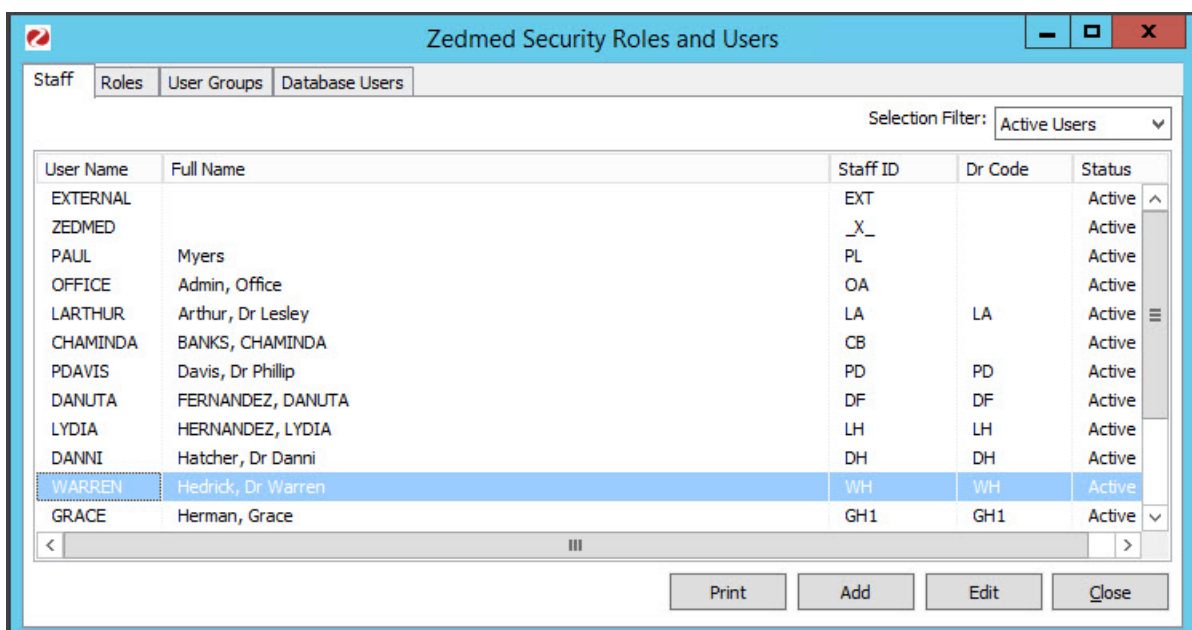 Zedmed Security Roles and Users
Staff Roles User Groups Database Users
Selection Filter: Active Users
User Name Full Name Staff ID Dr Code Status
EXTERNAL EXT Active
ZEDMED _X_ Active
PAUL Myers PL Active
OFFICE Admin, Office OA Active
LARTHUR Arthur, Dr Lesley LA LA Active
CHAMINDA BANKS, CHAMINDA CB Active
PDAVIS Davis, Dr Phillip PD PD Active
DANUTA FERNANDEZ, DANUTA DF DF Active
LYDIA HERNANDEZ, LYDIA LH LH Active
DANNI Hatcher, Dr Danni DH DH Active
WARREN Hedrick, Dr Warren WH WH Active
GRACE Herman, Grace GH1 GH1 Active
Print Add Edit Close